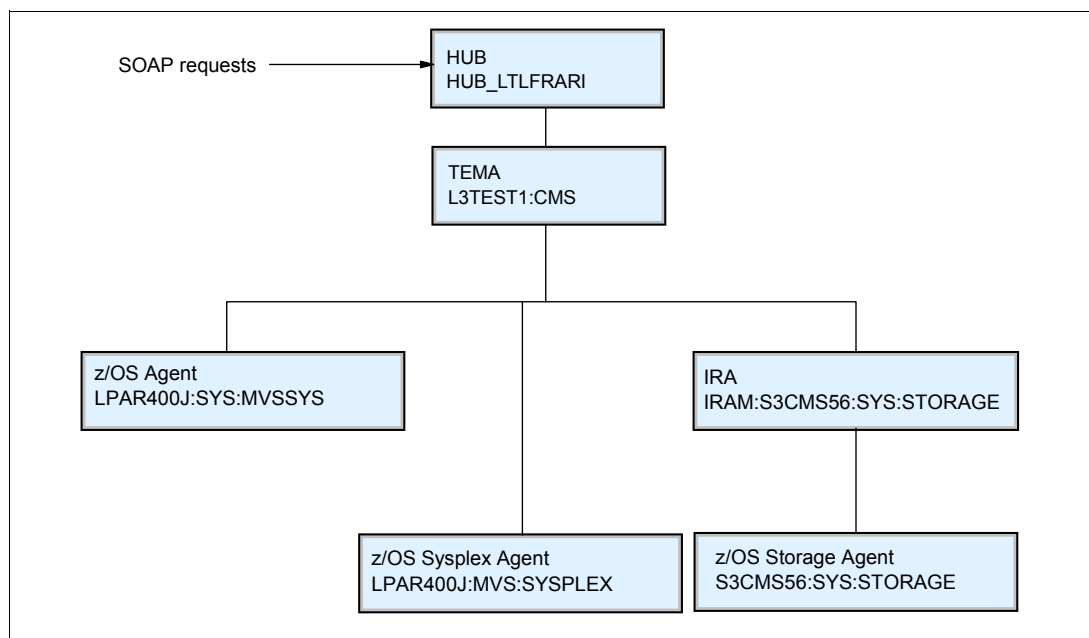 SOAP requests
HUB
HUB_LTLFRARI
TEMA
L3TEST1:CMS
z/OS Agent
LPAR400J:SYS:MVSSYS
IRA
IRAM:S3CMS56:SYS:STORAGE
z/OS Sysplex Agent
LPAR400J:MVS:SYSPLEX
z/OS Storage Agent
S3CMS56:SYS:STORAGE